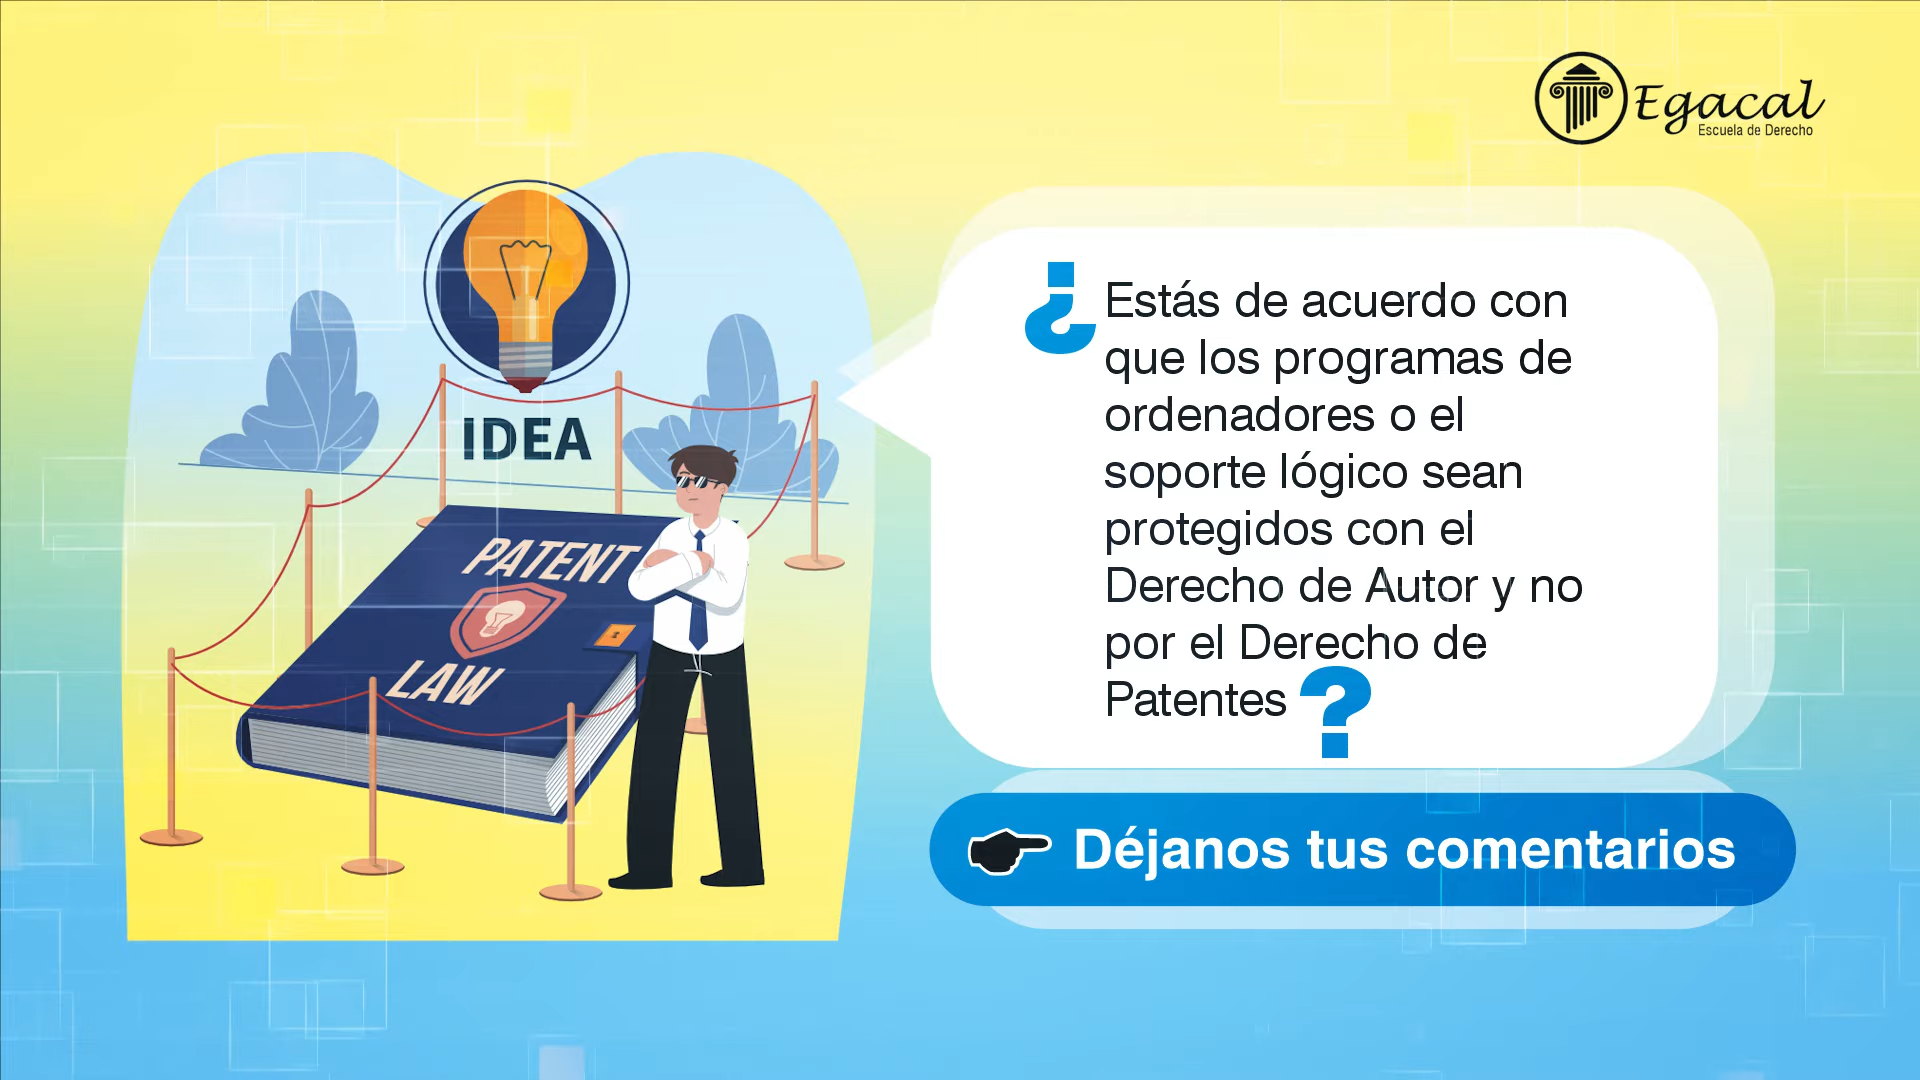 Egacal
Escuela de Derecho
IDEA
PATENT
LAW
¿Estás de acuerdo con
que los programas de
ordenadores o el
soporte lógico sean
protegidos con el
Derecho de Autor y no
por el Derecho de
Patentes?
Déjanos tus comentarios